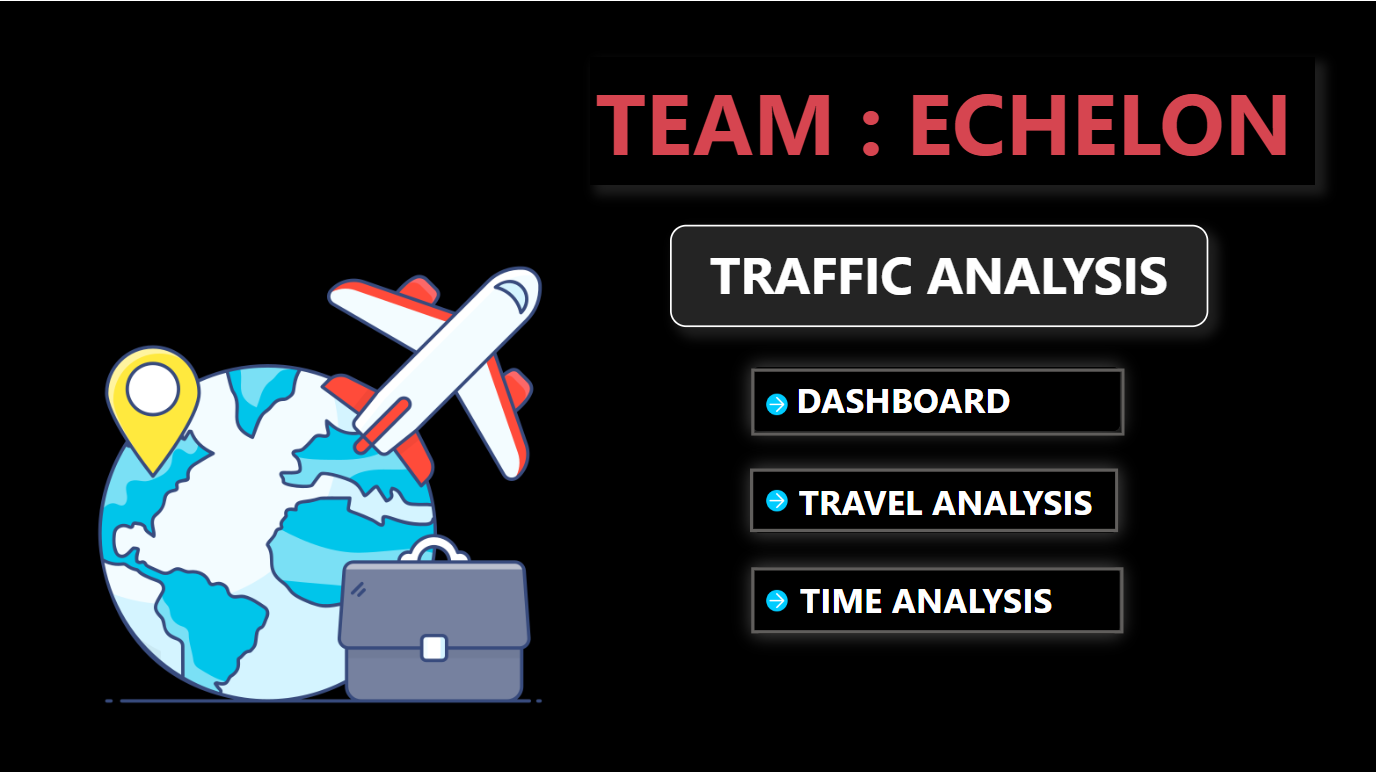 TEAM : ECHELON
TRAFFIC ANALYSIS
DASHBOARD
TRAVEL ANALYSIS
TIME ANALYSIS